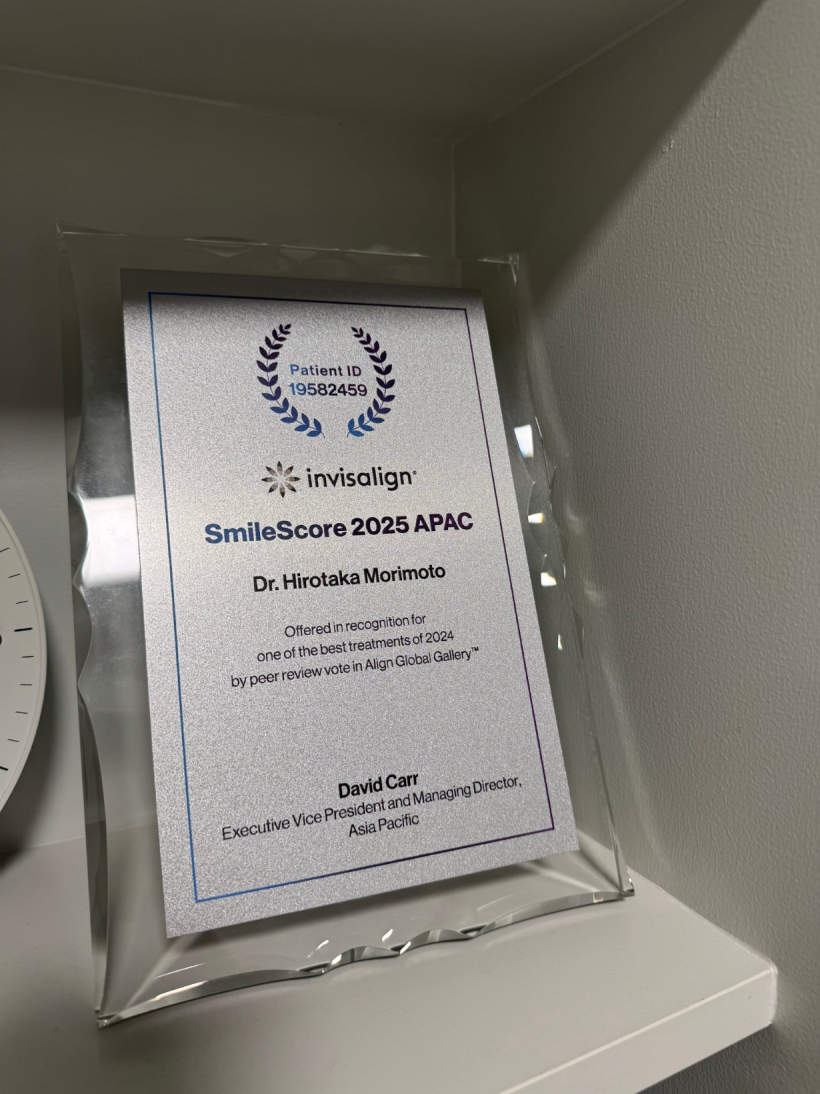 Patient ID
19582459
invisalign®
SmileScore 2025 APAC
Dr. Hirotaka Morimoto
Offered in recognition for
one of the best treatments of 2024
by peer review vote in Align Global Gallery™
David Carr
Executive Vice President and Managing Director,
Asia Pacific